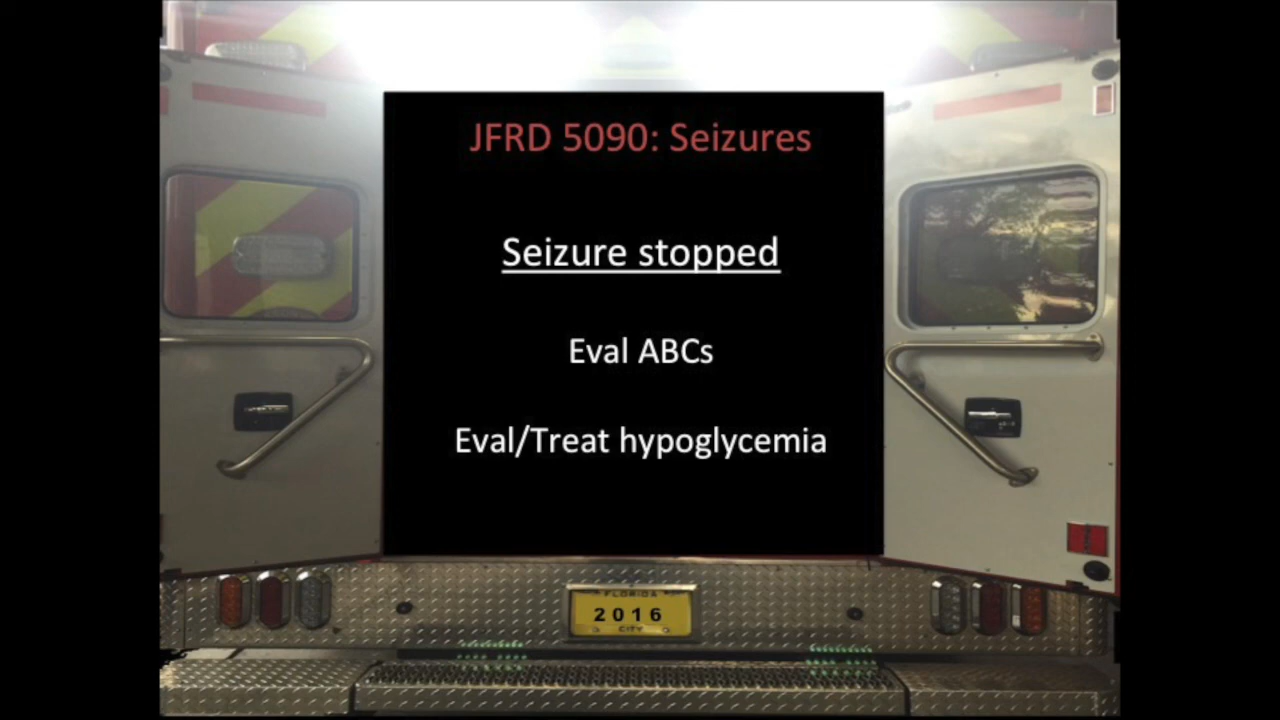 JFRD 5090: Seizures
Seizure stopped
Eval ABCs
Eval/Treat hypoglycemia
FLORIDA
2016
CITY